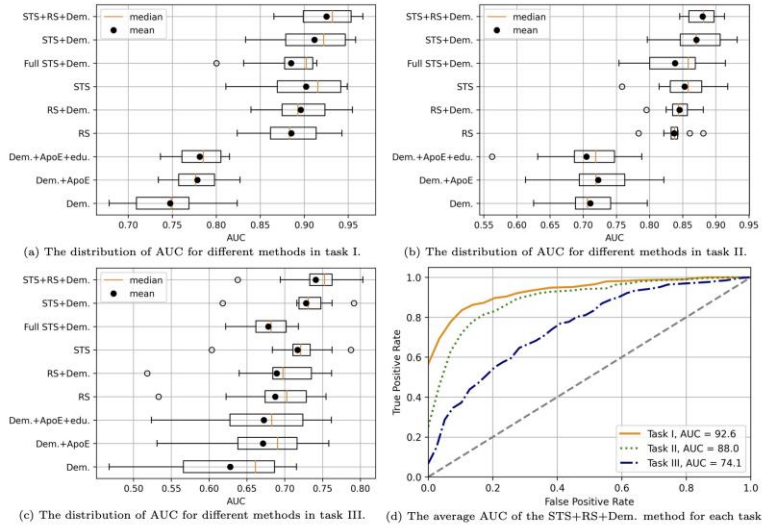 STS+RS+Dem.
STS+Dem.
Full STS+Dem.
STS
RS+Dem.
RS
Dem.+ApoE+edu.
Dem.+ApoE
Dem.
median
mean
0.70 0.75 0.80 0.85 0.90 0.95
AUC
(a) The distribution of AUC for different methods in task I.
STS+RS+Dem.
STS+Dem.
Full STS+Dem.
STS
RS+Dem.
RS
Dem.+ApoE+edu.
Dem.+ApoE
Dem.
median
mean
0.55 0.60 0.65 0.70 0.75 0.80 0.85 0.90 0.95
AUC
(b) The distribution of AUC for different methods in task II.
STS+RS+Dem.
STS+Dem.
Full STS+Dem.
STS
RS+Dem.
RS
Dem.+ApoE+edu.
Dem.+ApoE
Dem.
median
mean
0.50 0.55 0.60 0.65 0.70 0.75 0.80
AUC
(c) The distribution of AUC for different methods in task III.
True Positive Rate
1.0
0.8
0.6
0.4
0.2
0.0
Task I, AUC = 92.6
Task II, AUC = 88.0
Task III, AUC = 74.1
0.0 0.2 0.4 0.6 0.8 1.0
False Positive Rate
(d) The average AUC of the STS+RS+Dem. method for each task